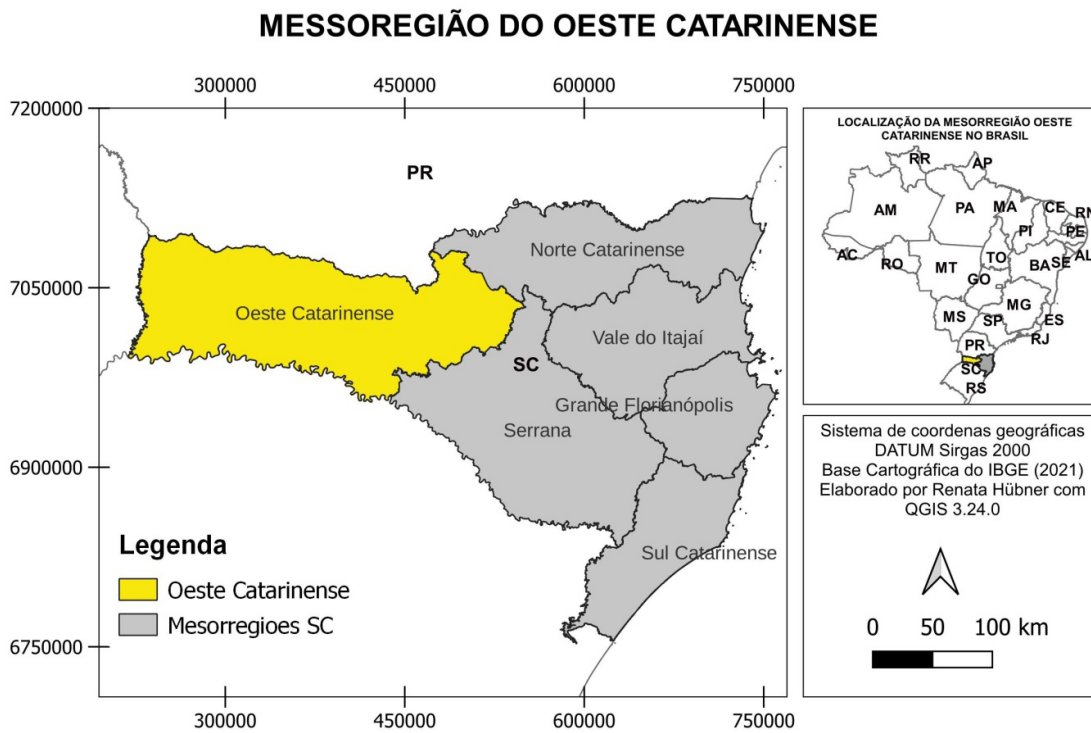 MESSOREGIÃO DO OESTE CATARINENSE
300000 450000 600000 750000
7200000
7050000
6900000
6750000
PR
Norte Catarinense
Oeste Catarinense
Vale do Itajaí
SC
Grande Florianópolis
Serrana
Sul Catarinense
Legenda
Oeste Catarinense
Mesorregioes SC
300000 450000 600000 750000
LOCALIZAÇÃO DA MESORREGIÃO OESTE
CATARINENSE NO BRASIL
RR AP
AM PA MA CE RN
PI PE
AC RO TO AL
MT BA SE
GO
MG
MS ES
SP
RJ
PR
SC
RS
Sistema de coordenas geográficas
DATUM Sirgas 2000
Base Cartográfica do IBGE (2021)
Elaborado por Renata Hübner com
QGIS 3.24.0
0 50 100 km